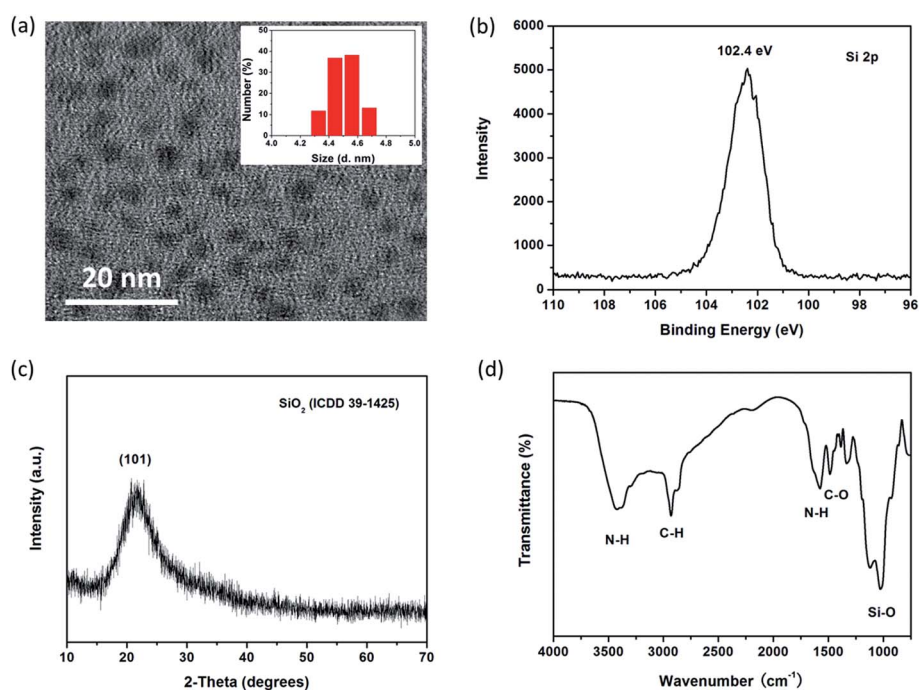 (a)
50
40
30
20
10
0
Number (%)
4.0 4.2 4.4 4.6 4.8 5.0
Size (d. nm)
20 nm
(b)
102.4 eV
Si 2p
6000
5000
4000
3000
2000
1000
0
Intensity
110 108 106 104 102 100 98 96
Binding Energy (eV)
(c)
SiO₂ (ICDD 39-1425)
(101)
Intensity (a.u.)
10 20 30 40 50 60 70
2-Theta (degrees)
(d)
Transmittance (%)
N-H
C-H
C-O
N-H
Si-O
4000 3500 3000 2500 2000 1500 1000
Wavenumber (cm⁻¹)